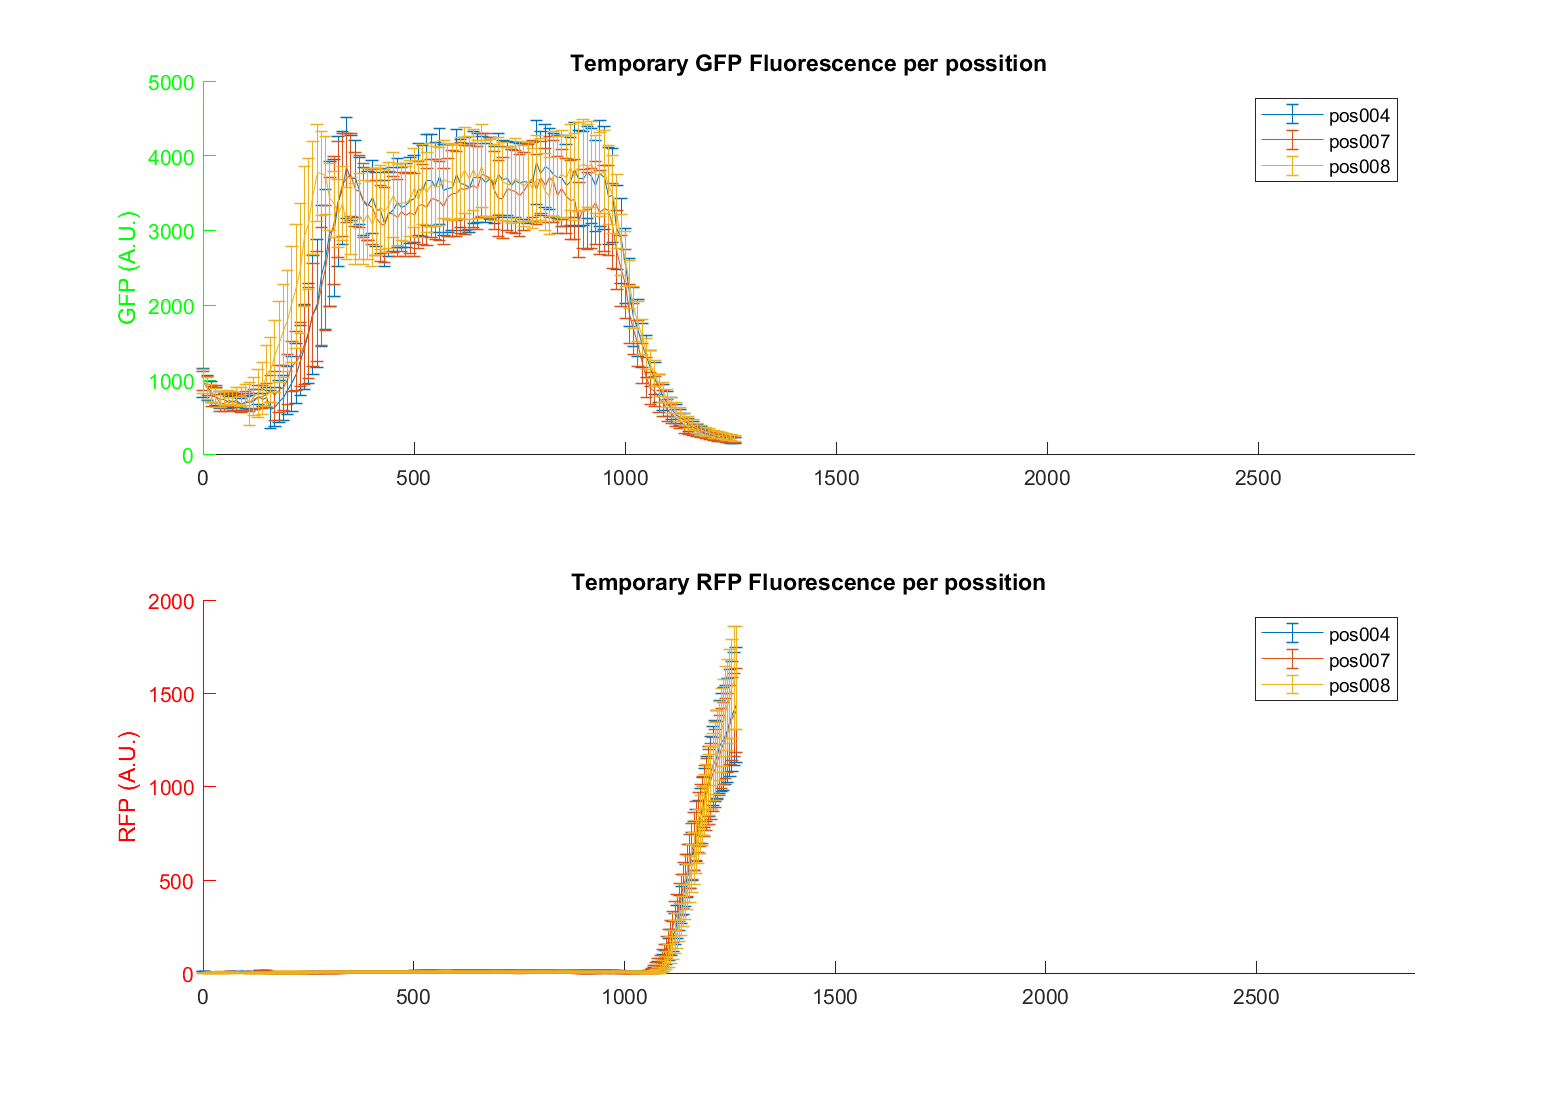 Temporary GFP Fluorescence per possition
5000
4000
3000
2000
1000
0
GFP (A.U.)
0 500 1000 1500 2000 2500
pos004
pos007
pos008
Temporary RFP Fluorescence per possition
2000
1500
1000
500
0
RFP (A.U.)
0 500 1000 1500 2000 2500
pos004
pos007
pos008